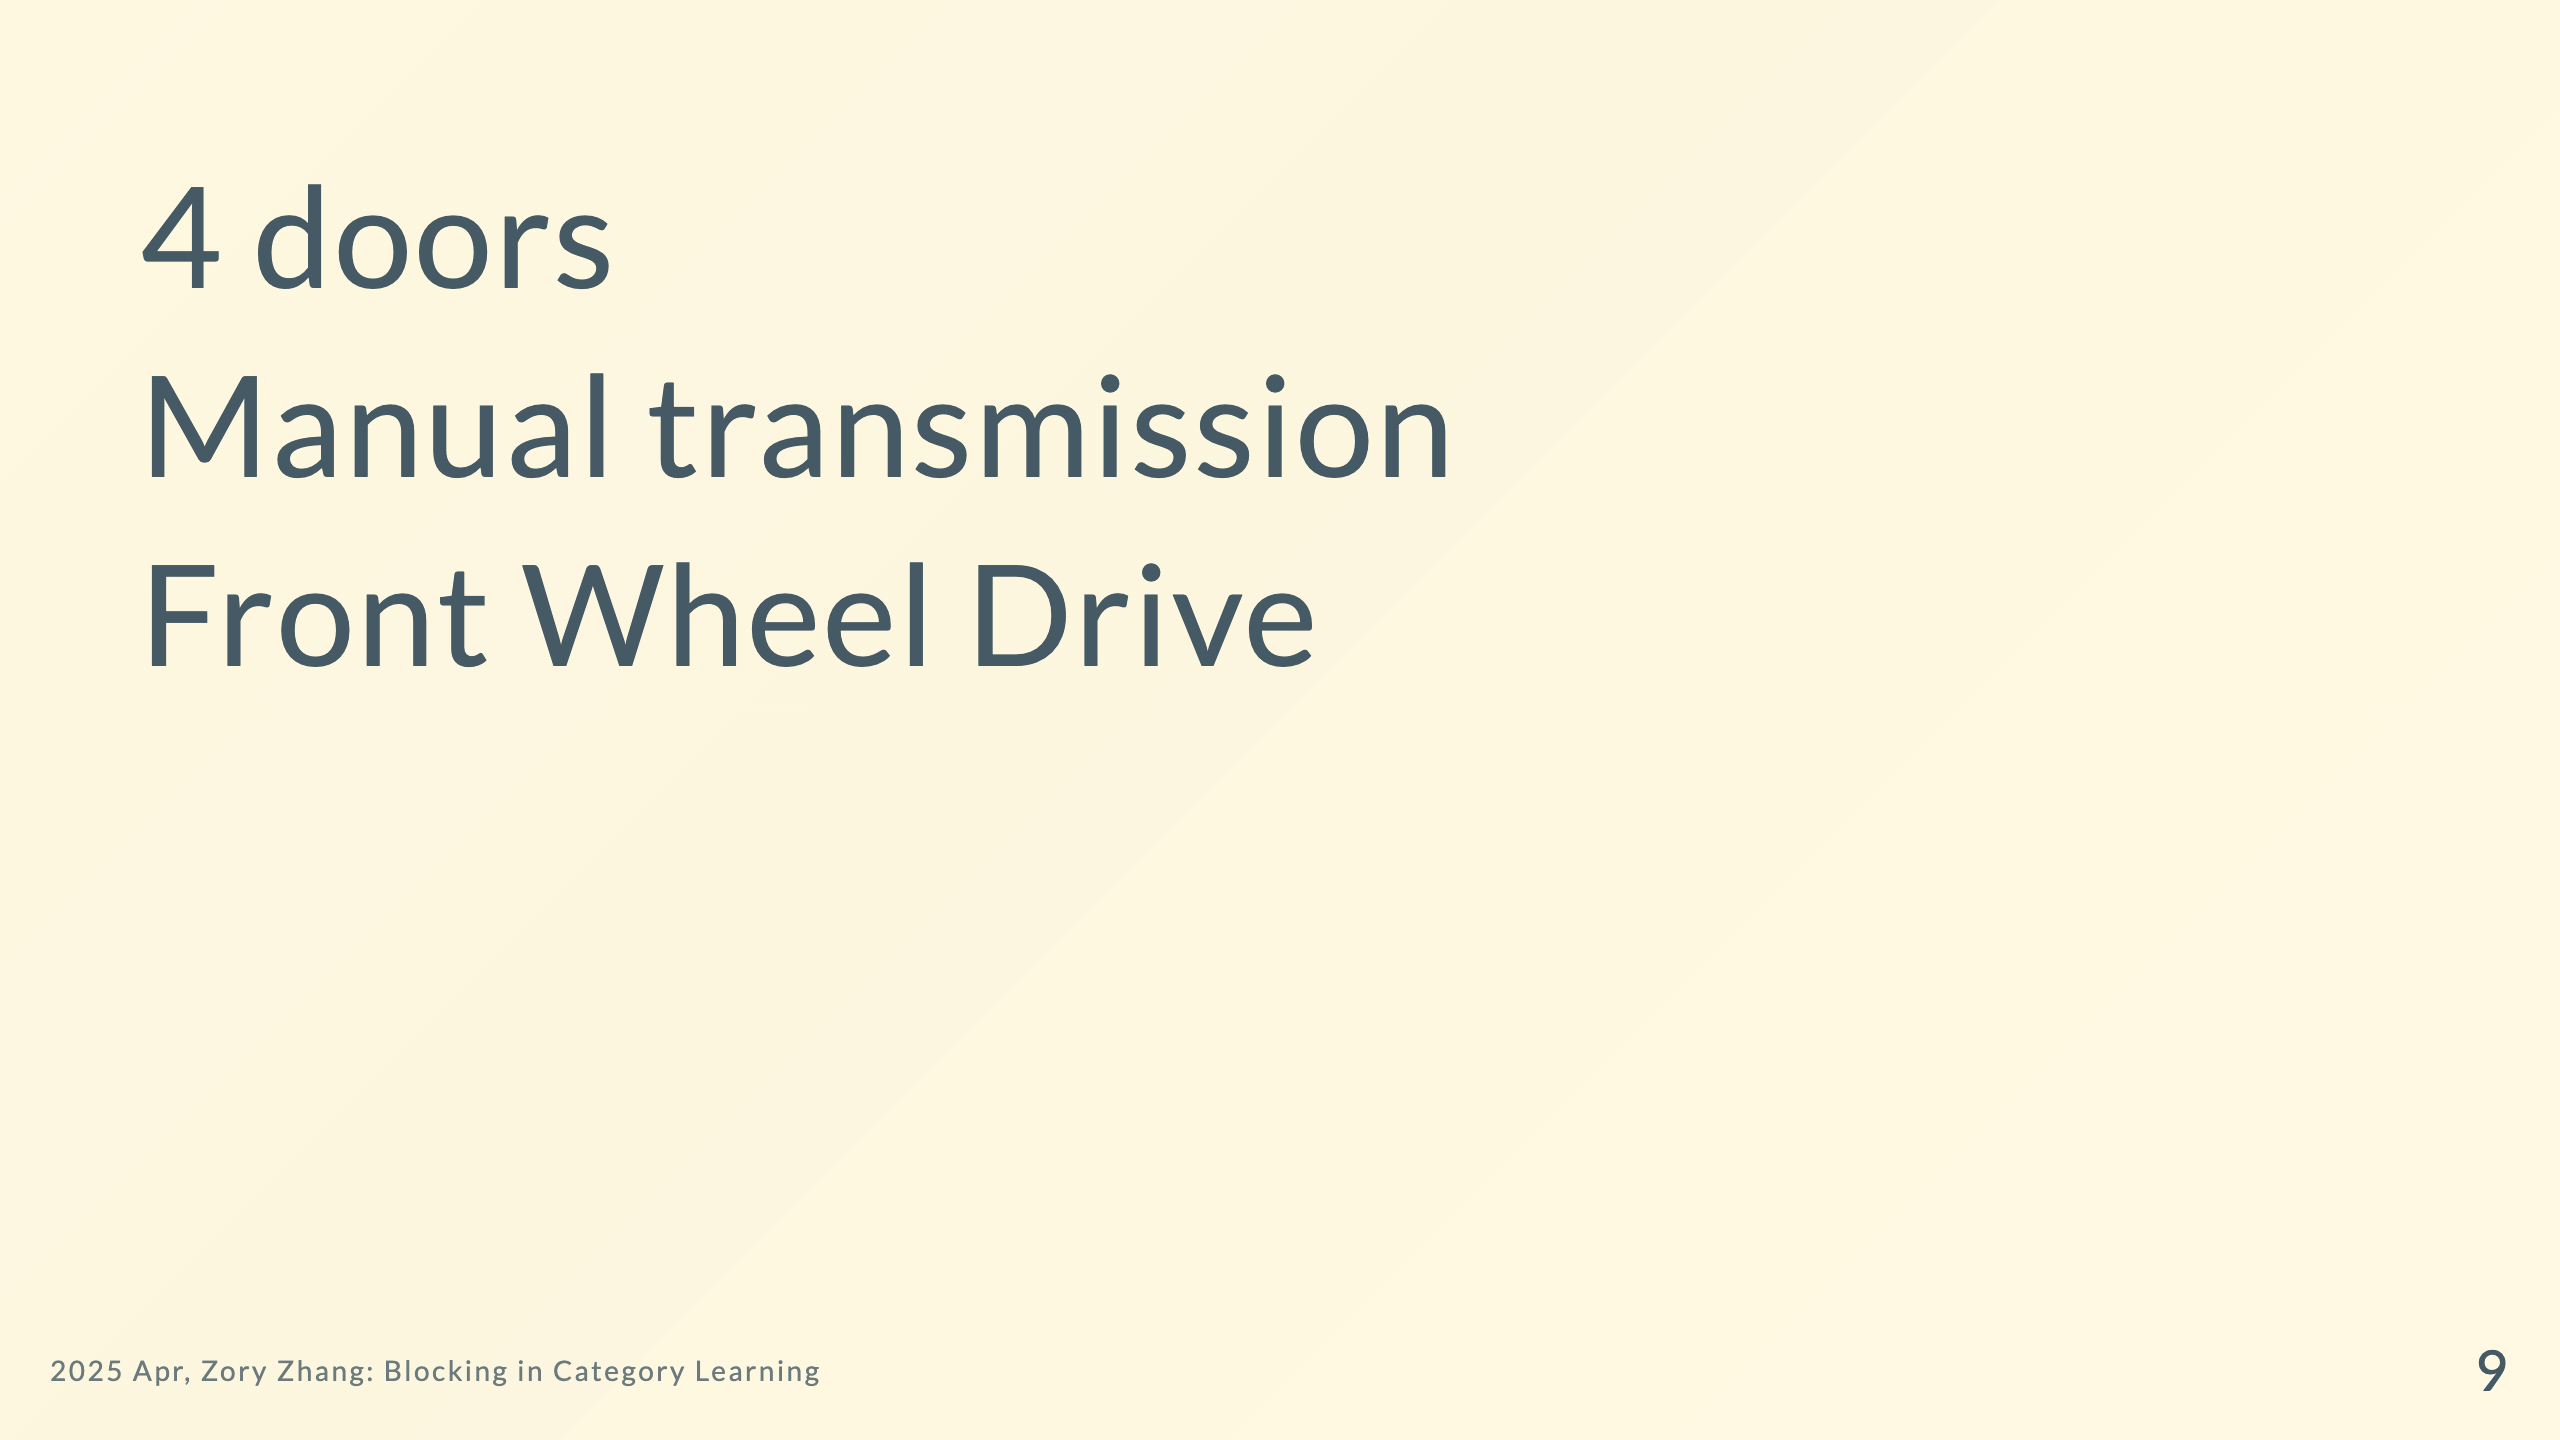 4 doors
Manual transmission
Front Wheel Drive
2025 Apr, Zory Zhang: Blocking in Category Learning
9